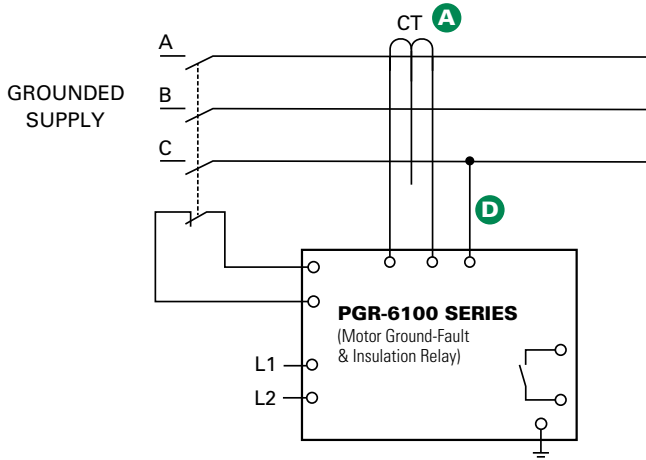 CT A
A
GROUNDED
SUPPLY
B
C
D
PGR-6100 SERIES
(Motor Ground-Fault
& Insulation Relay)
L1
L2